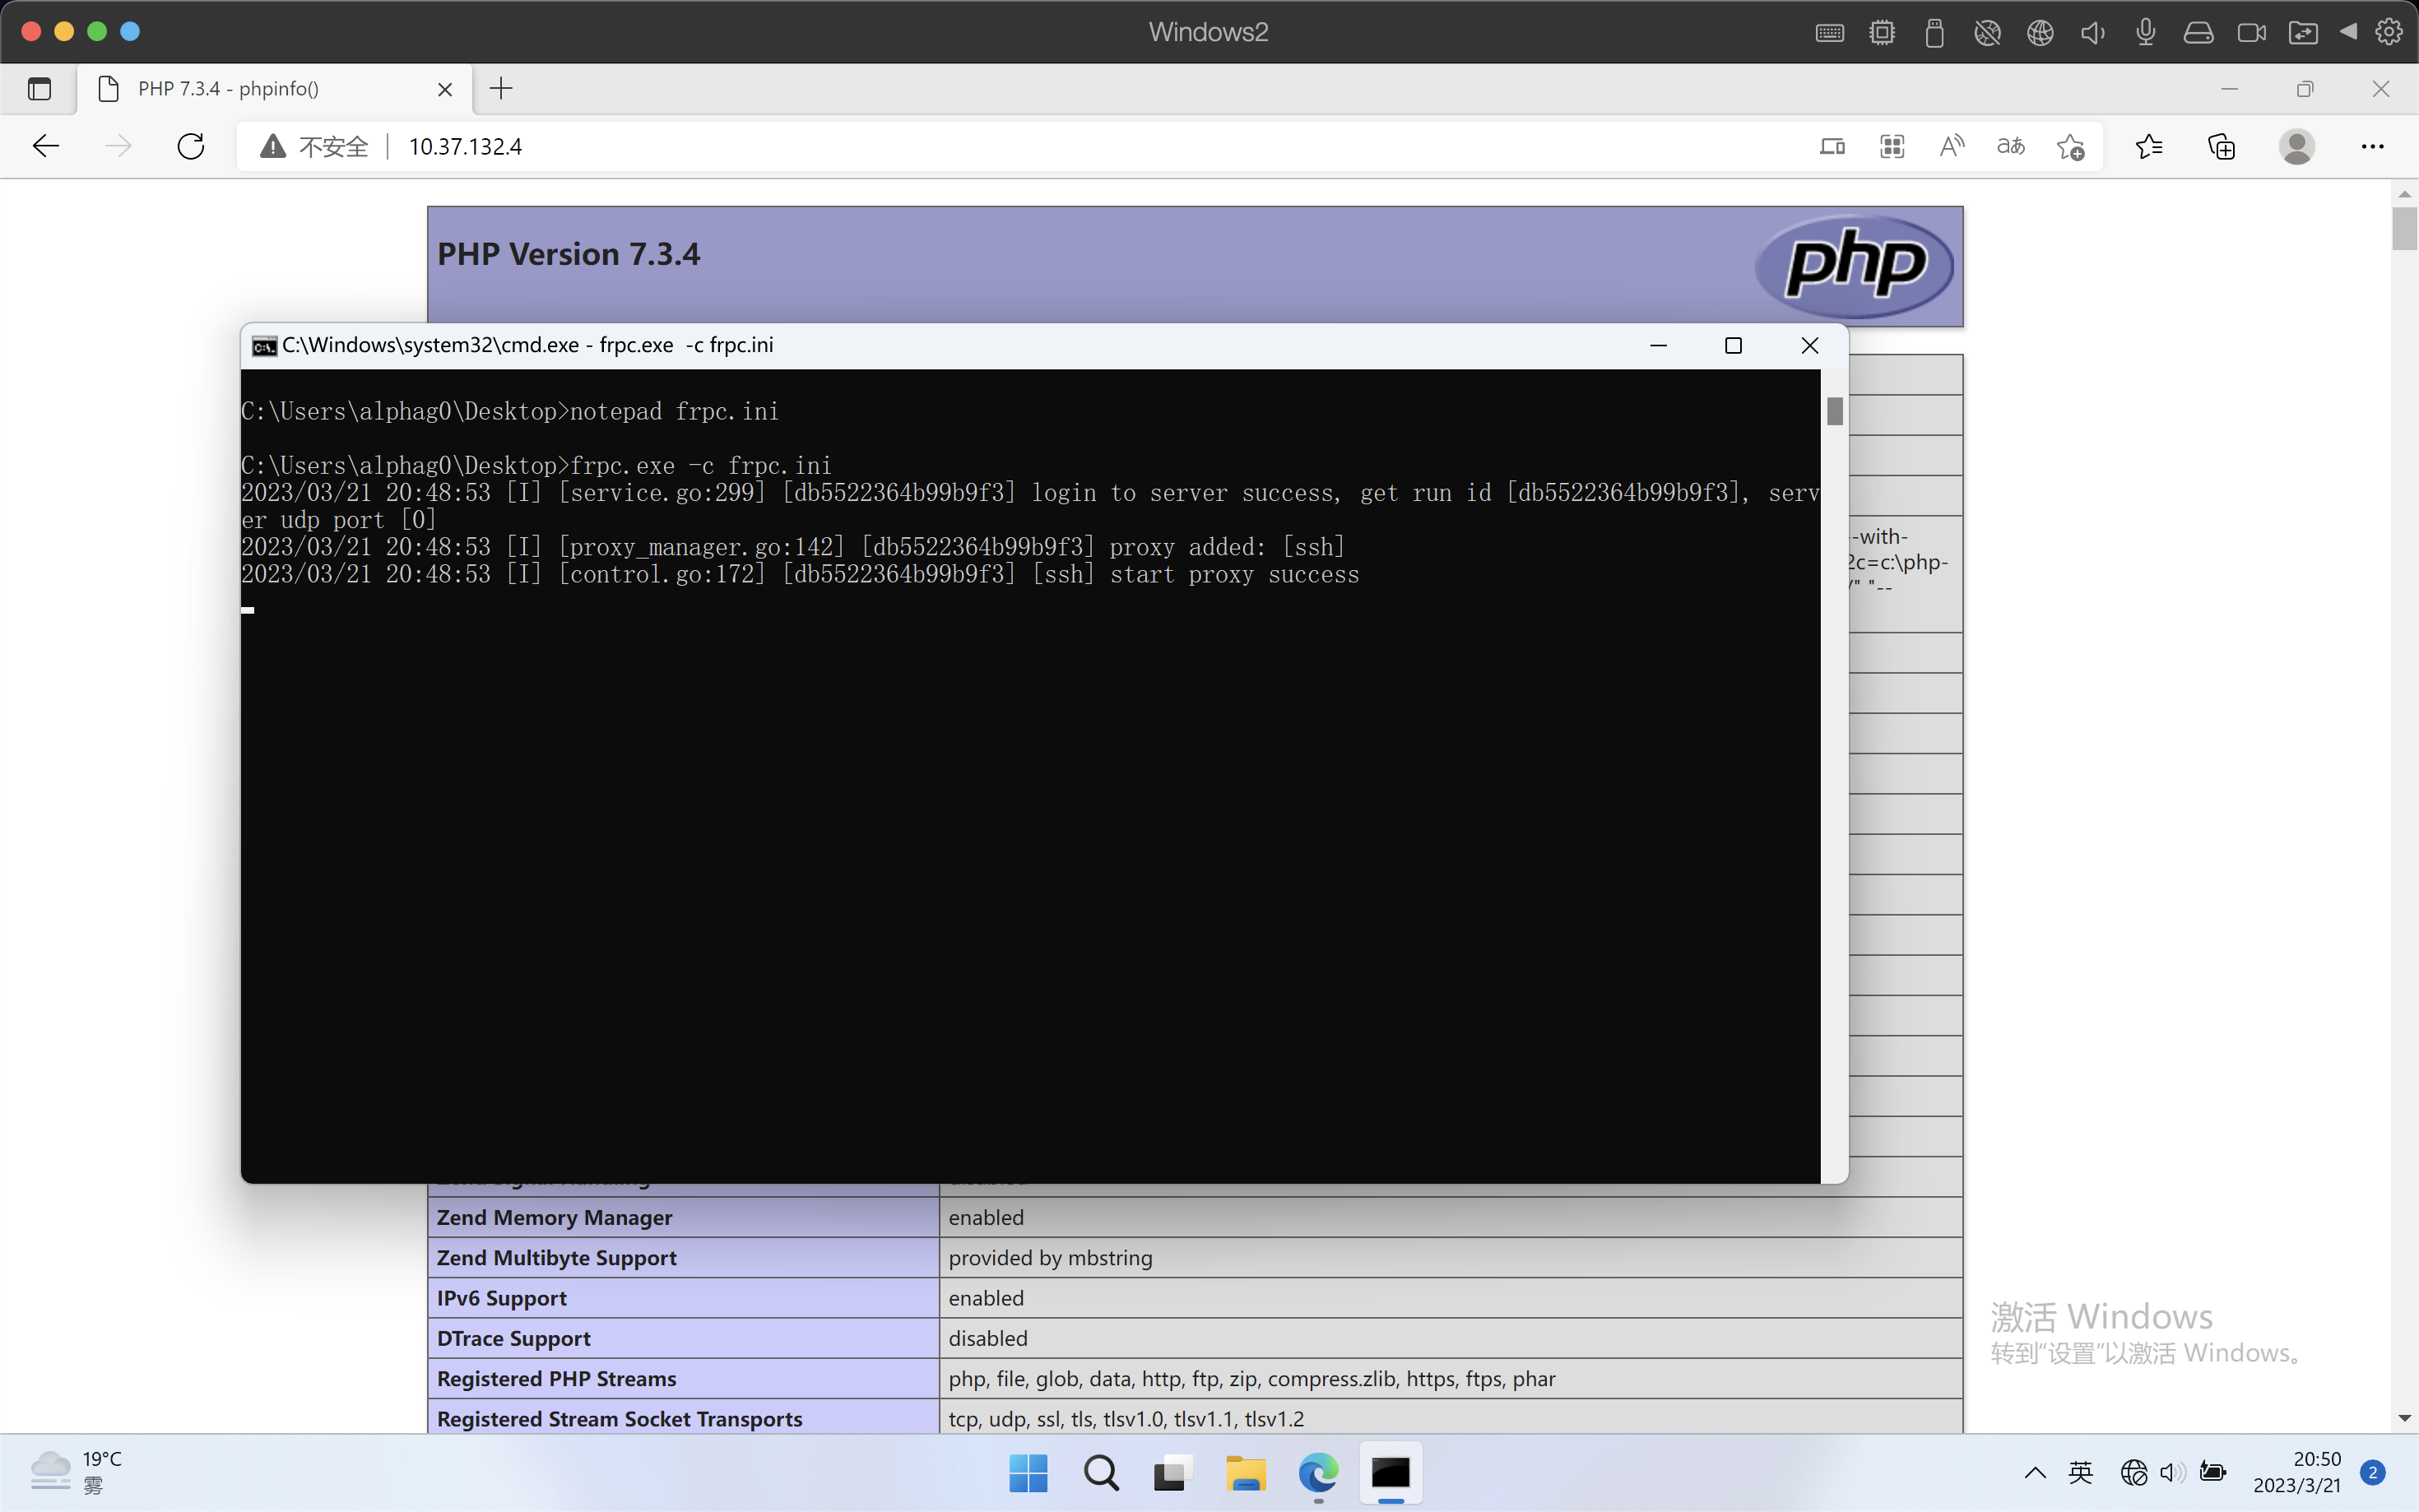 Windows2
PHP 7.3.4 - phpinfo()
不安全
10.37.132.4
PHP Version 7.3.4
php
C:\Windows\system32\cmd.exe - frpc.exe  -c frpc.ini
C:\Users\alphag0\Desktop>notepad frpc.ini
C:\Users\alphag0\Desktop>frpc.exe -c frpc.ini
2023/03/21 20:48:53 [I] [service.go:299] [db5522364b99b9f3] login to server success, get run id [db5522364b99b9f3], serv
er udp port [0]
2023/03/21 20:48:53 [I] [proxy_manager.go:142] [db5522364b99b9f3] proxy added: [ssh]
2023/03/21 20:48:53 [I] [control.go:172] [db5522364b99b9f3] [ssh] start proxy success
--with-
2c=c:\php-
/" "--
Zend Memory Manager enabled
Zend Multibyte Support provided by mbstring
IPv6 Support enabled
DTrace Support disabled
Registered PHP Streams php, file, glob, data, http, ftp, zip, compress.zlib, https, ftps, phar
Registered Stream Socket Transports tcp, udp, ssl, tls, tlsv1.0, tlsv1.1, tlsv1.2
激活 Windows
转到“设置”以激活 Windows。
19°C
雾
英
20:50
2023/3/21
2